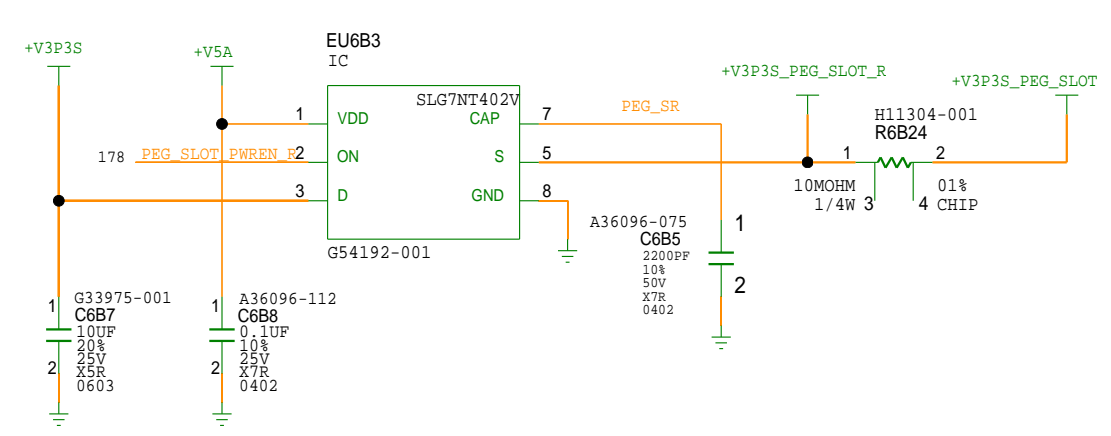 EU6B3
IC
+V3P3S
+V5A
+V3P3S_PEG_SLOT_R
+V3P3S_PEG_SLOT
SLG7NT402V
1
VDD
CAP
7
PEG_SR
H11304-001
R6B24
178
PEG_SLOT_PWREN_R
2
ON
S
5
1
2
3
D
GND
8
10MOHM
1/4W
3
4
01%
CHIP
G54192-001
A36096-075
C6B5
2200PF
10%
50V
X7R
0402
1
2
G33975-001
C6B7
10UF
20%
25V
X5R
0603
1
2
A36096-112
C6B8
0.1UF
10%
25V
X7R
0402
1
2